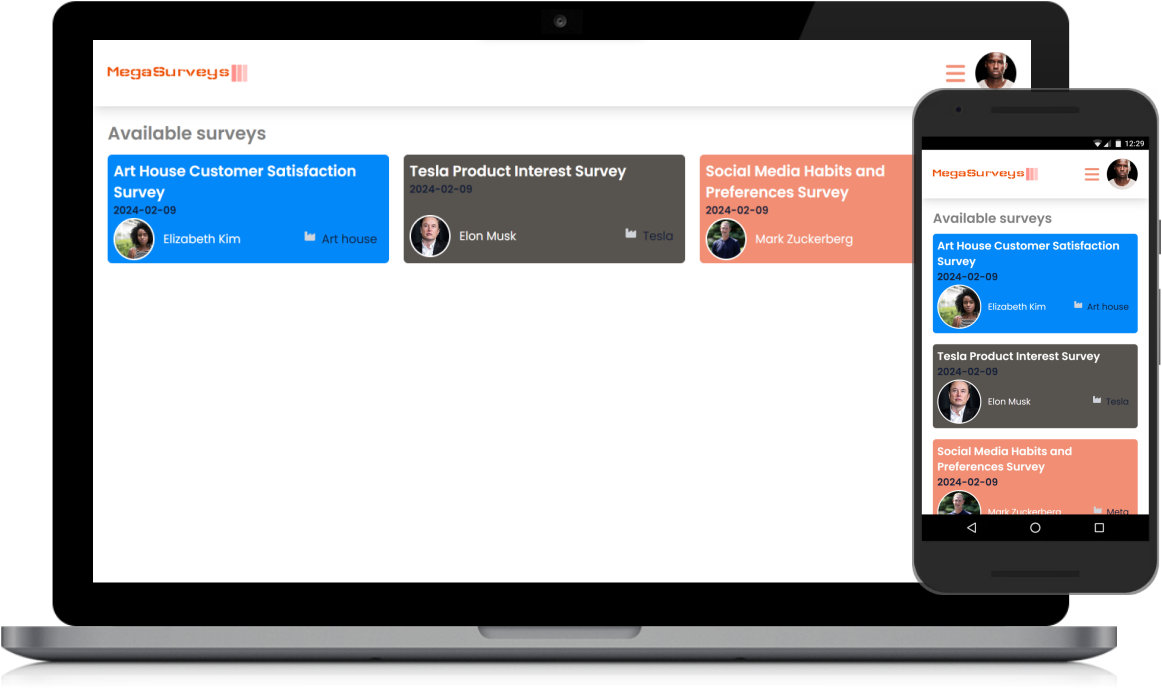 MegaSurveys
Available surveys
Art House Customer Satisfaction
Survey
2024-02-09
Elizabeth Kim
Art house
Tesla Product Interest Survey
2024-02-09
Elon Musk
Tesla
Social Media Habits and
Preferences Survey
2024-02-09
Mark Zuckerberg
12:29
MegaSurveys
Available surveys
Art House Customer Satisfaction
Survey
2024-02-09
Elizabeth Kim
Art house
Tesla Product Interest Survey
2024-02-09
Elon Musk
Tesla
Social Media Habits and
Preferences Survey
2024-02-09
Mark Zuckerberg
Meta